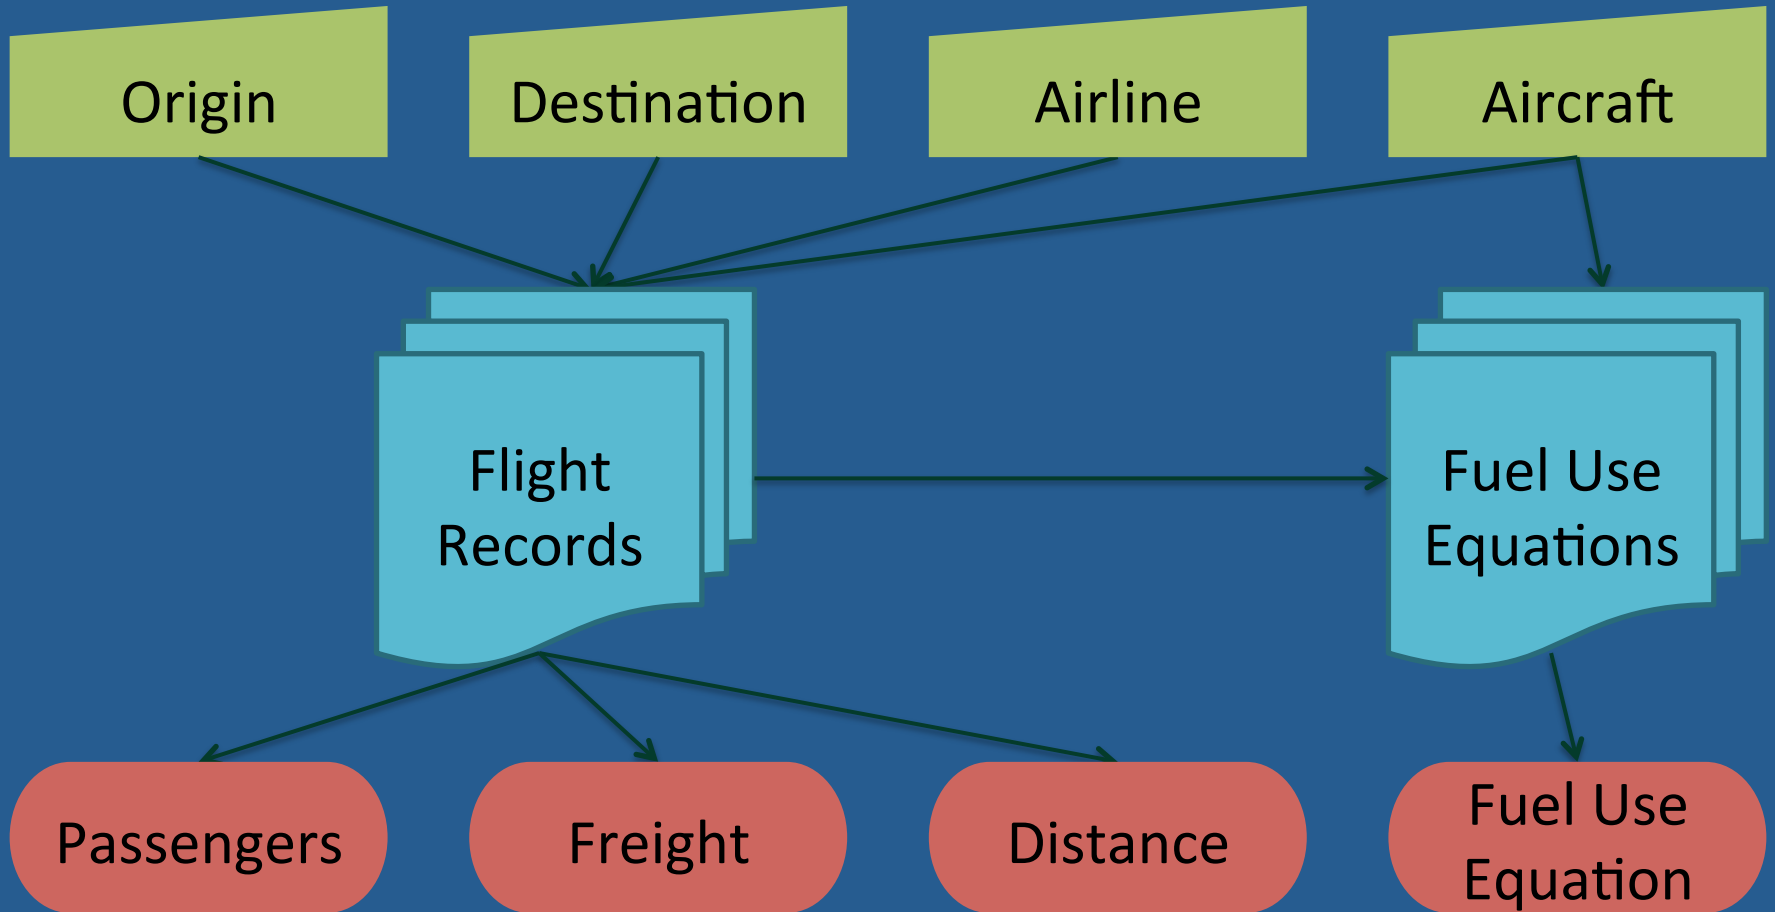 Origin
Destination
Airline
Aircraft
Flight
Records
Fuel Use
Equations
Passengers
Freight
Distance
Fuel Use
Equation